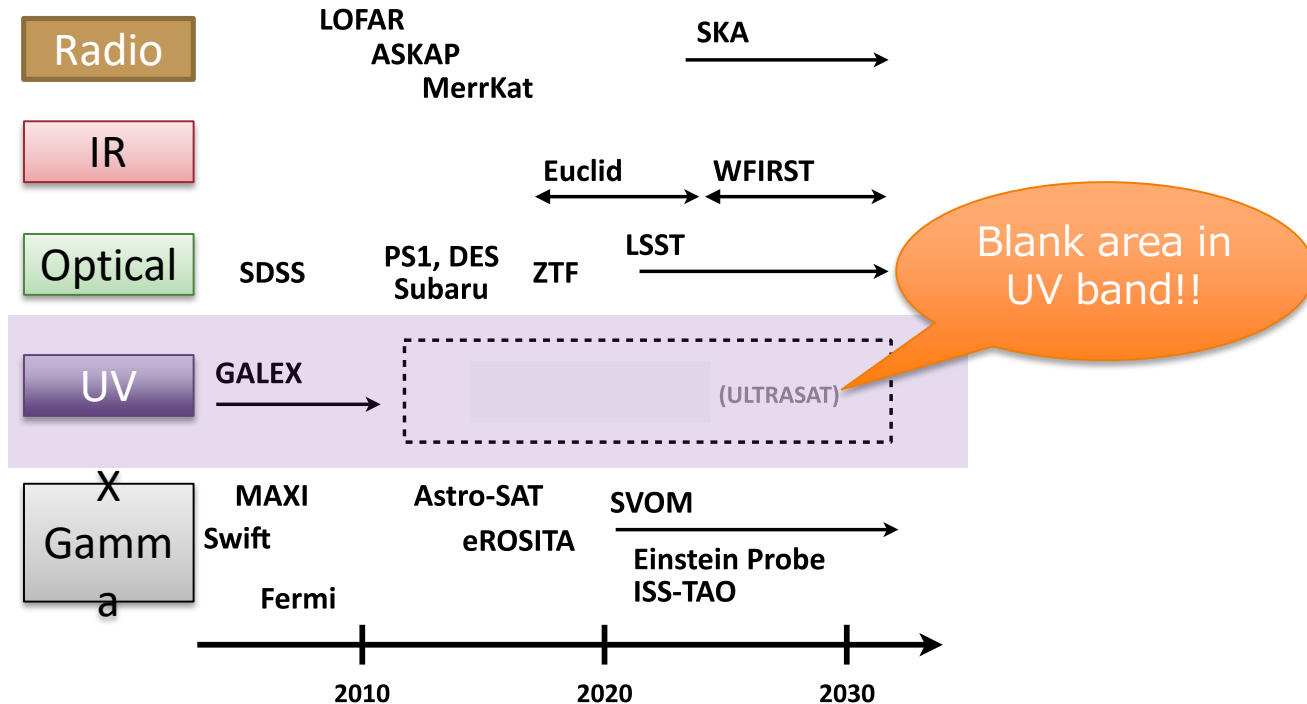 Radio
LOFAR
ASKAP
MerrKat
SKA
IR
Euclid
WFIRST
Optical
SDSS
PS1, DES
Subaru
ZTF
LSST
Blank area in
UV band!!
UV
GALEX
(ULTRASAT)
X
Gamm
a
MAXI
Swift
Fermi
Astro-SAT
eROSITA
SVOM
Einstein Probe
ISS-TAO
2010
2020
2030